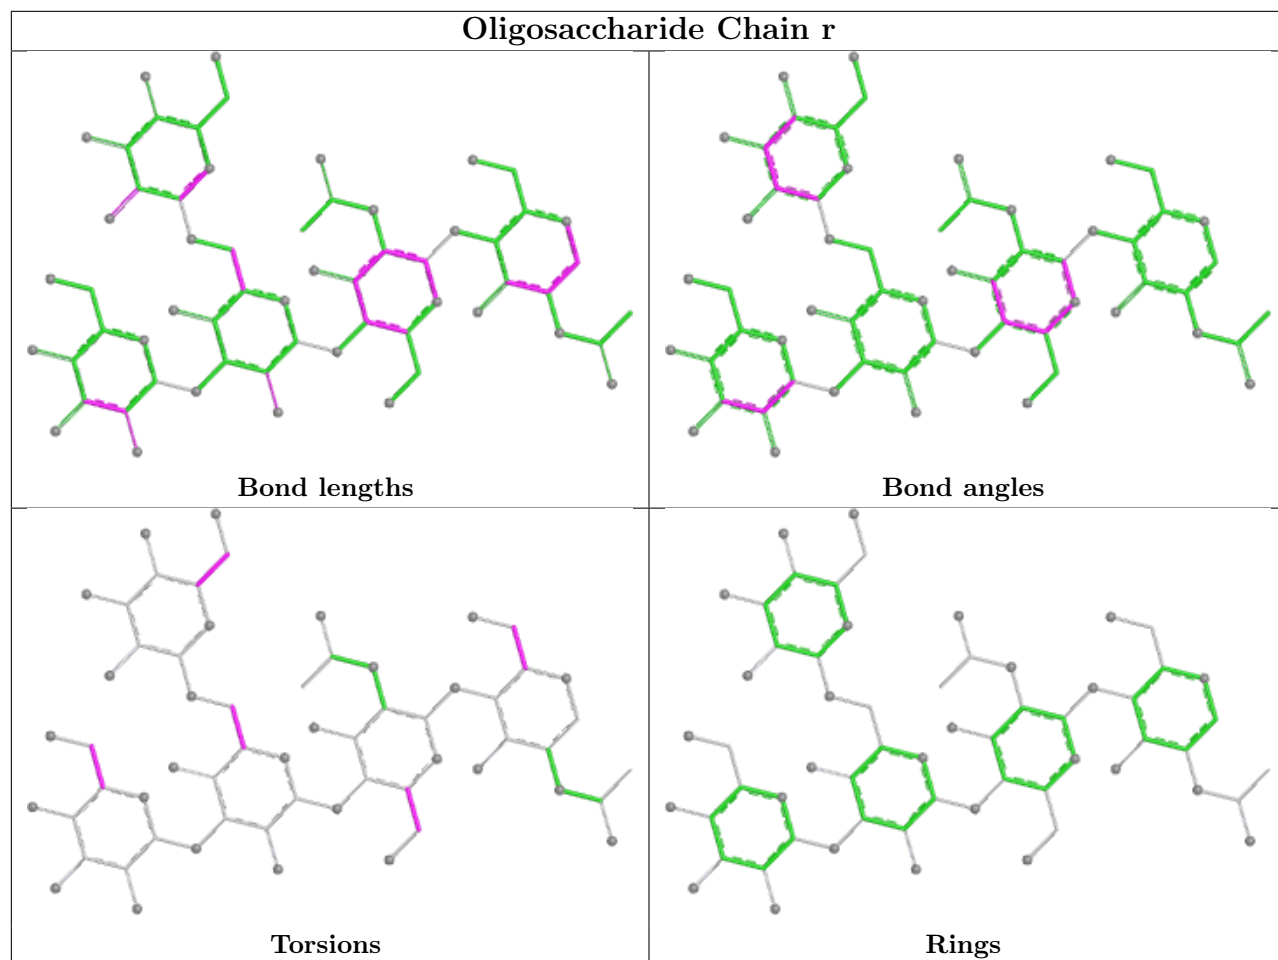 Oligosaccharide Chain r
Bond lengths
Bond angles
Torsions
Rings